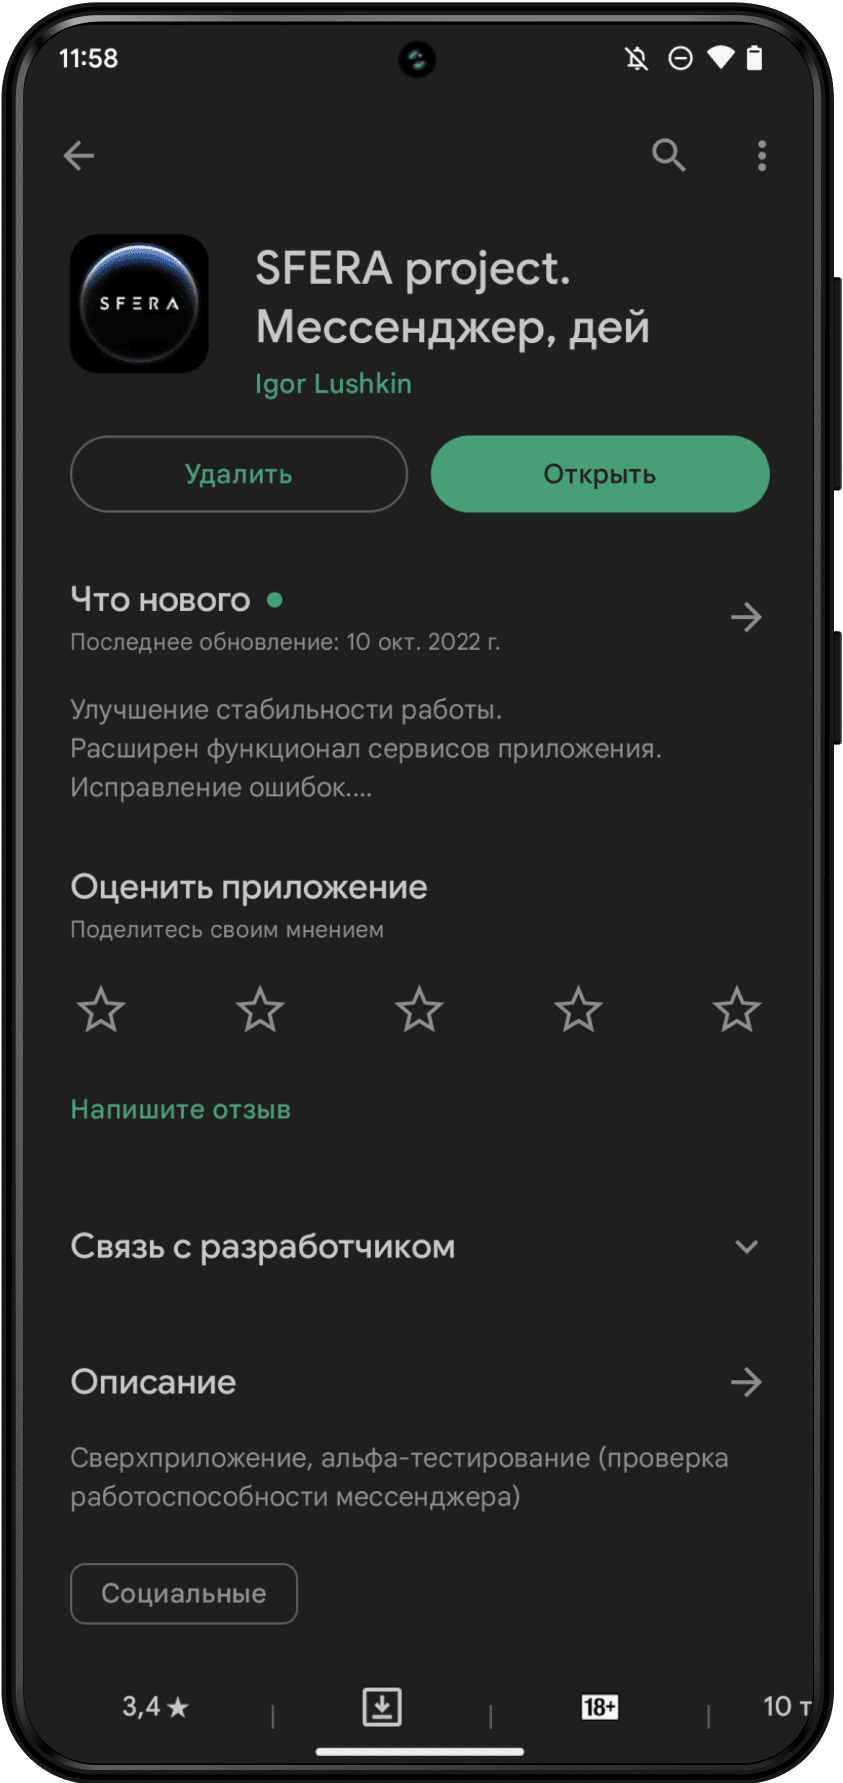 11:58
SFERA
SFERA project.
Мессенджер, дей
Igor Lushkin
Удалить
Открыть
Что нового
Последнее обновление: 10 окт. 2022 г.
Улучшение стабильности работы.
Расширен функционал сервисов приложения.
Исправление ошибок....
Оценить приложение
Поделитесь своим мнением
Напишите отзыв
Связь с разработчиком
Описание
Сверхприложение, альфа-тестирование (проверка
работоспособности мессенджера)
Социальные
3,4★
18+
10 т